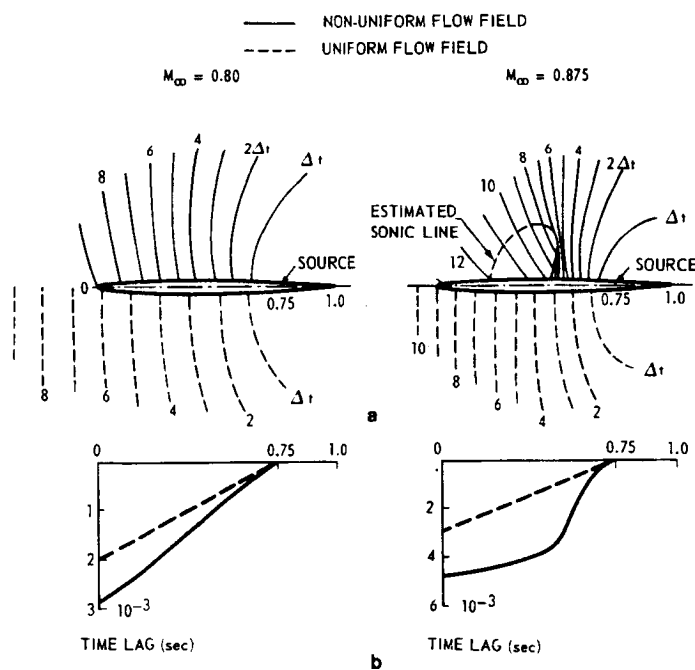 NON-UNIFORM FLOW FIELD
UNIFORM FLOW FIELD
M∞ = 0.80
M∞ = 0.875
8
6
4
2Δt
Δt
SOURCE
0
0.75
1.0
8
6
4
2
Δt
12
10
8
6
4
2Δt
Δt
ESTIMATED
SONIC LINE
SOURCE
0.75
1.0
10
8
6
4
2
Δt
a
0
0.75
1.0
1
2
3
10⁻³
TIME LAG (sec)
0
0.75
1.0
2
4
6
10⁻³
TIME LAG (sec)
b